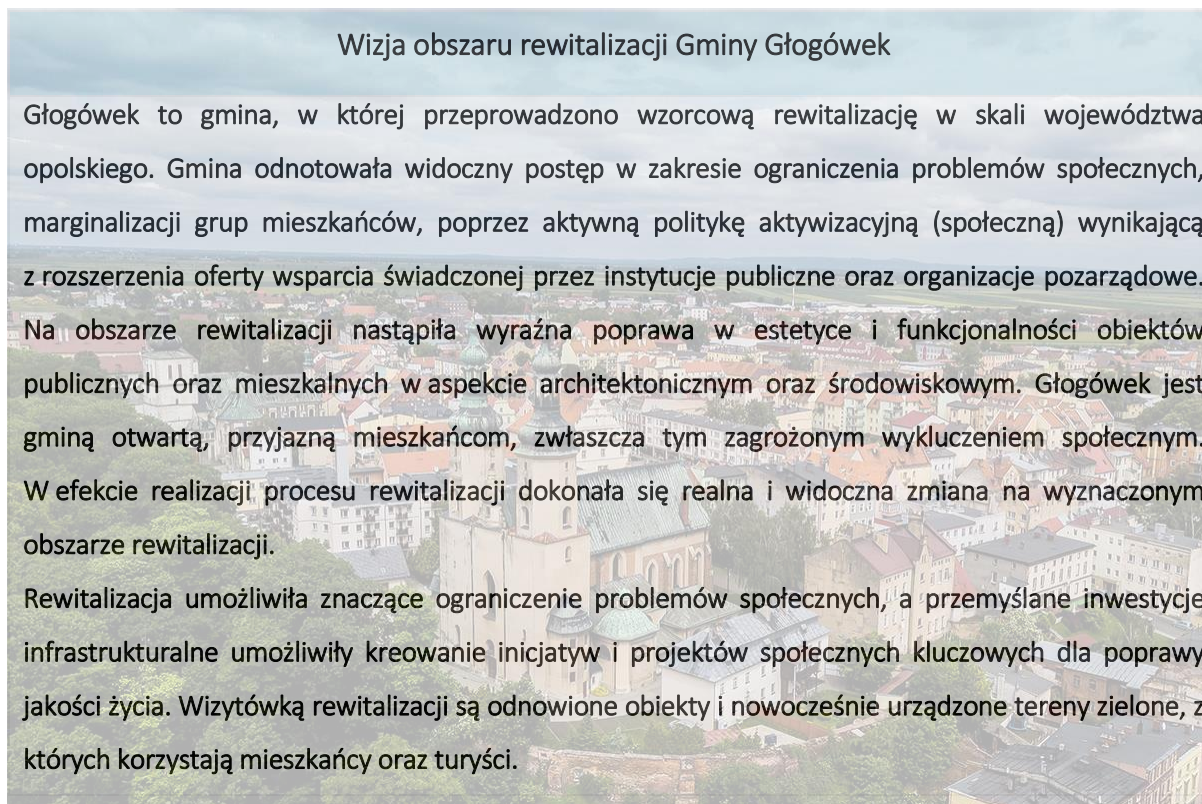 Wizja obszaru rewitalizacji Gminy Głogówek
Głogówek to gmina, w której przeprowadzono wzorcową rewitalizację w skali województwa
opolskiego. Gmina odnotowała widoczny postęp w zakresie ograniczenia problemów społecznych,
marginalizacji grup mieszkańców, poprzez aktywną politykę aktywizacyjną (społeczną) wynikającą
z rozszerzenia oferty wsparcia świadczonej przez instytucje publiczne oraz organizacje pozarządowe.
Na obszarze rewitalizacji nastąpiła wyraźna poprawa w estetyce i funkcjonalności obiektów
publicznych oraz mieszkalnych w aspekcie architektonicznym oraz środowiskowym. Głogówek jest
gminą otwartą, przyjazną mieszkańcom, zwłaszcza tym zagrożonym wykluczeniem społecznym.
W efekcie realizacji procesu rewitalizacji dokonała się realna i widoczna zmiana na wyznaczonym
obszarze rewitalizacji.
Rewitalizacja umożliwiła znaczące ograniczenie problemów społecznych, a przemyślane inwestycje
infrastrukturalne umożliwiły kreowanie inicjatyw i projektów społecznych kluczowych dla poprawy
jakości życia. Wizytówką rewitalizacji są odnowione obiekty i nowocześnie urządzone tereny zielone, z
których korzystają mieszkańcy oraz turyści.